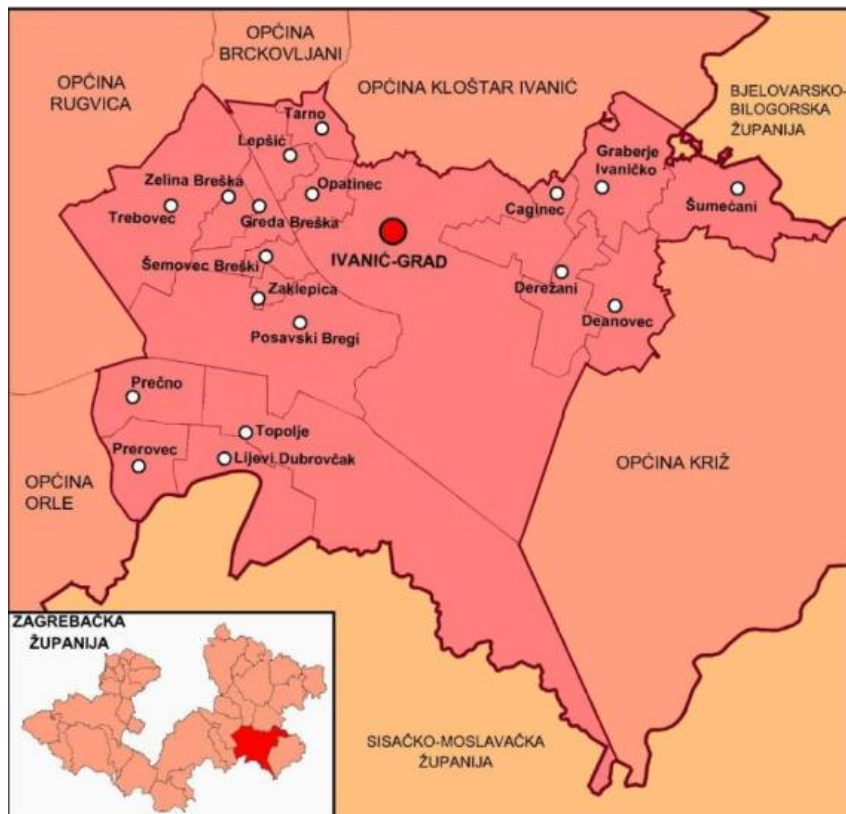 OPĆINA
BRCKOVLJANI
OPĆINA
RUGVICA
OPĆINA KLOŠTAR IVANIĆ
BJELOVARSKO-
BILOGORSKA
ŽUPANIJA
Tarno
Lepšić
Graberje
Ivaničko
Zelina Breška
Opatinec
Trebovec
Greda Breška
Caginec
Šumećani
IVANIĆ-GRAD
Šemovec Breški
Derežani
Zaklepica
Deanovec
Posavski Bregi
Prečno
Topolje
Prerovec
Lijevi Dubrovčak
OPĆINA KRIŽ
OPĆINA
ORLE
ZAGREBAČKA
ŽUPANIJA
SISAČKO-MOSLAVAČKA
ŽUPANIJA